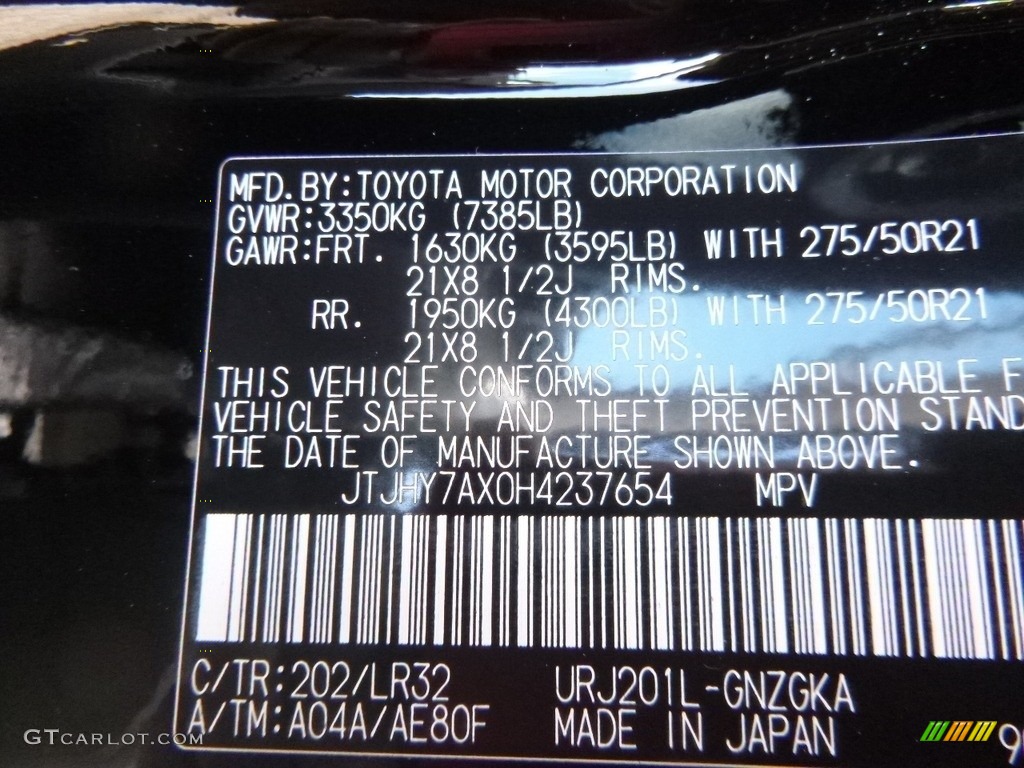 MFD.BY:TOYOTA MOTOR CORPORATION
GVWR:3350KG (7385LB)
GAWR:FRT. 1630KG (3595LB) WITH 275/50R21
21X8 1/2J RIMS.
RR. 1950KG (4300LB) WITH 275/50R21
21X8 1/2J RIMS.
THIS VEHICLE CONFORMS TO ALL APPLICABLE F
VEHICLE SAFETY AND THEFT PREVENTION STAND
THE DATE OF MANUFACTURE SHOWN ABOVE.
JTJHY7AX0H4237654 MPV
C/TR:202/LR32 URJ201L-GNZGKA
A/TM:A04A/AE80F MADE IN JAPAN
GTCARLOT.COM